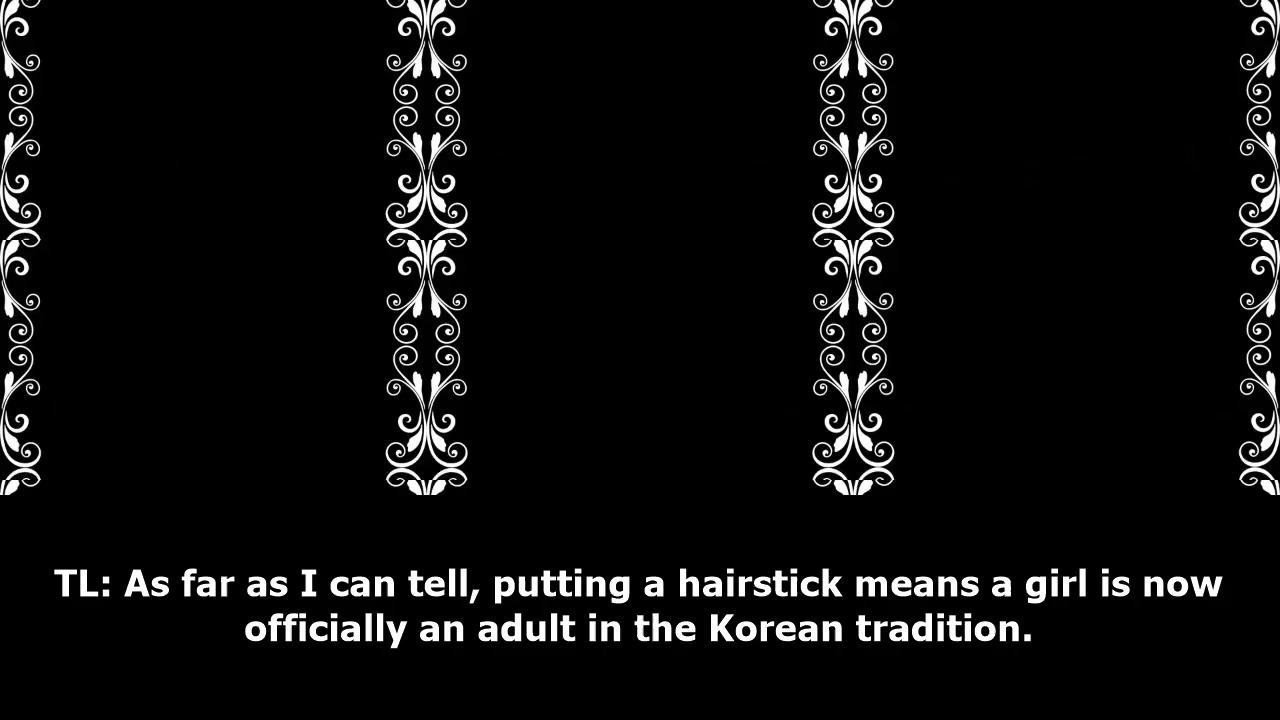 TL: As far as I can tell, putting a hairstick means a girl is now
officially an adult in the Korean tradition.